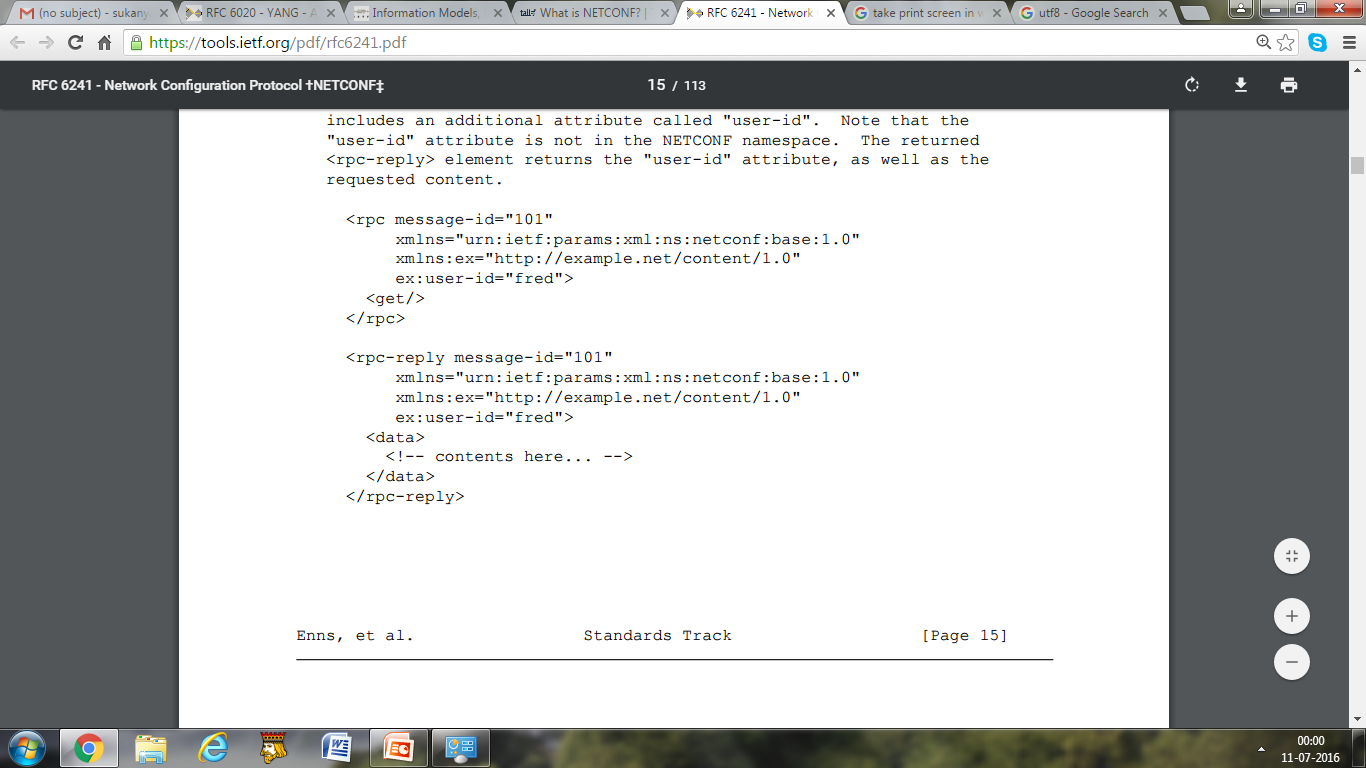 (no subject) - sukany
RFC 6020 - YANG - A
Information Models,
tail-f What is NETCONF? |
RFC 6241 - Network
take print screen in w
utf8 - Google Search
https://tools.ietf.org/pdf/rfc6241.pdf
RFC 6241 - Network Configuration Protocol †NETCONF‡
15 / 113
includes an additional attribute called "user-id". Note that the
"user-id" attribute is not in the NETCONF namespace. The returned
<rpc-reply> element returns the "user-id" attribute, as well as the
requested content.
<rpc message-id="101"
xmlns="urn:ietf:params:xml:ns:netconf:base:1.0"
xmlns:ex="http://example.net/content/1.0"
ex:user-id="fred">
<get/>
</rpc>
<rpc-reply message-id="101"
xmlns="urn:ietf:params:xml:ns:netconf:base:1.0"
xmlns:ex="http://example.net/content/1.0"
ex:user-id="fred">
<data>
<!-- contents here... -->
</data>
</rpc-reply>
Enns, et al. Standards Track [Page 15]
00:00
11-07-2016